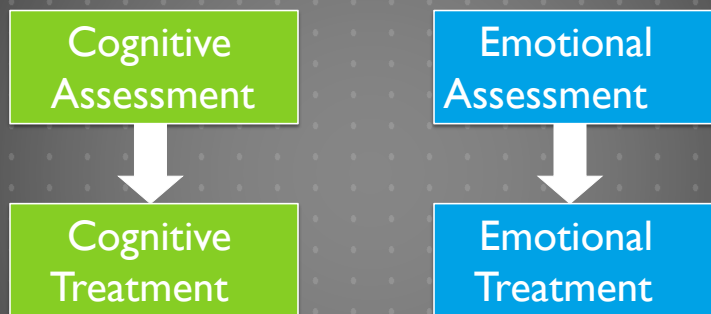 Cognitive
Assessment
Emotional
Assessment
Cognitive
Treatment
Emotional
Treatment